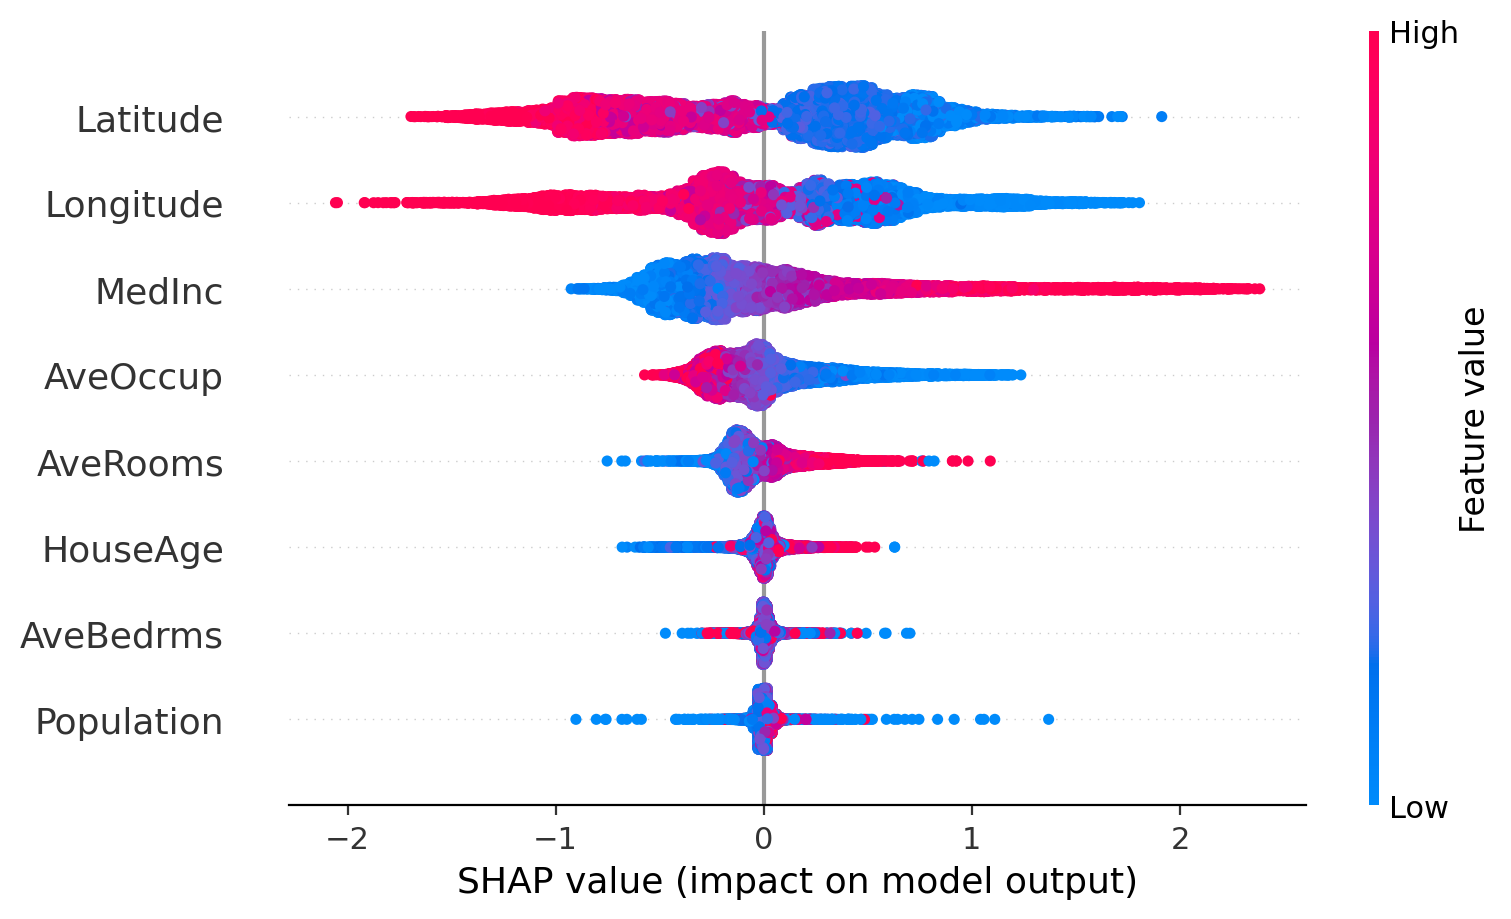 High
Latitude
Longitude
MedInc
AveOccup
AveRooms
HouseAge
AveBedrms
Population
Feature value
Low
−2 −1 0 1 2
SHAP value (impact on model output)